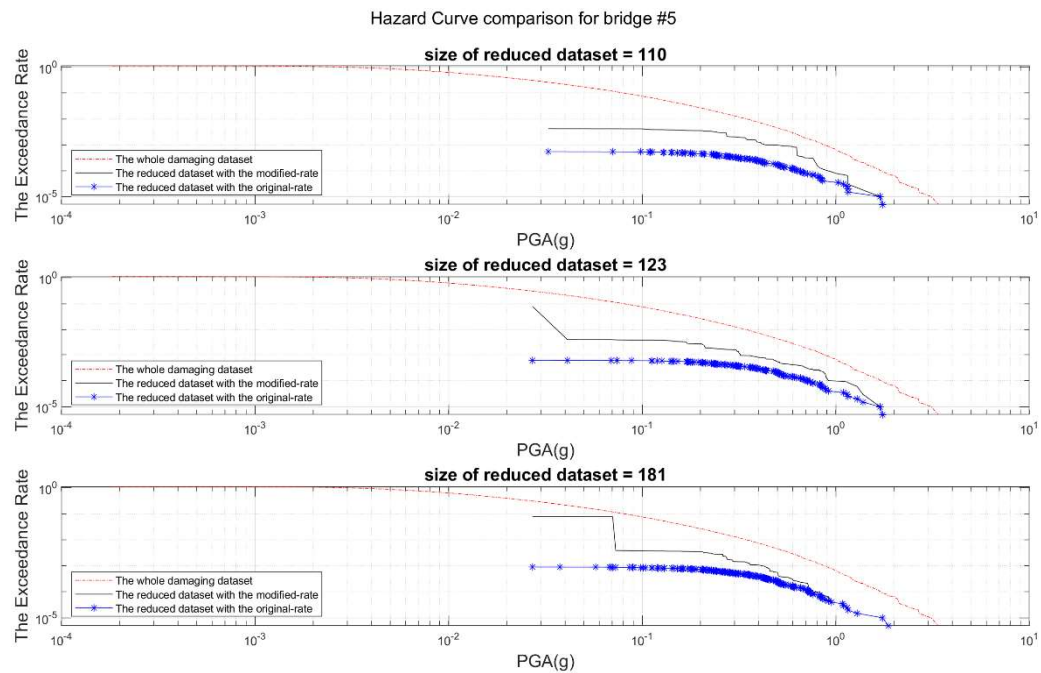 Hazard Curve comparison for bridge #5
size of reduced dataset = 110
The Exceedance Rate
10^0
10^-5
The whole damaging dataset
The reduced dataset with the modified-rate
The reduced dataset with the original-rate
10^-4 10^-3 10^-2 10^-1 10^0 10^1
PGA(g)
size of reduced dataset = 123
The Exceedance Rate
10^0
10^-5
The whole damaging dataset
The reduced dataset with the modified-rate
The reduced dataset with the original-rate
10^-4 10^-3 10^-2 10^-1 10^0 10^1
PGA(g)
size of reduced dataset = 181
The Exceedance Rate
10^0
10^-5
The whole damaging dataset
The reduced dataset with the modified-rate
The reduced dataset with the original-rate
10^-4 10^-3 10^-2 10^-1 10^0 10^1
PGA(g)